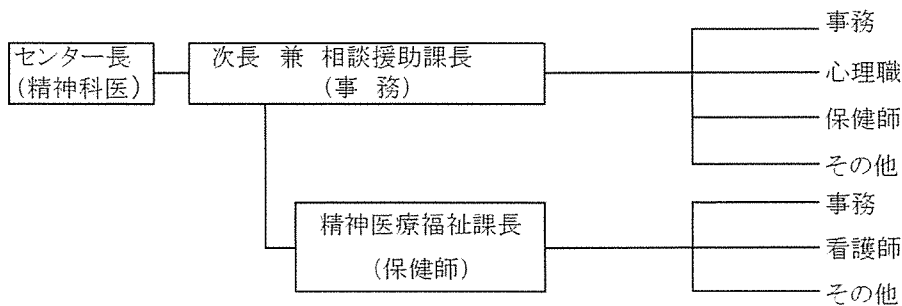 センター長
(精神科医)
次長 兼 相談援助課長
(事 務)
事務
心理職
保健師
その他
精神医療福祉課長
(保健師)
事務
看護師
その他